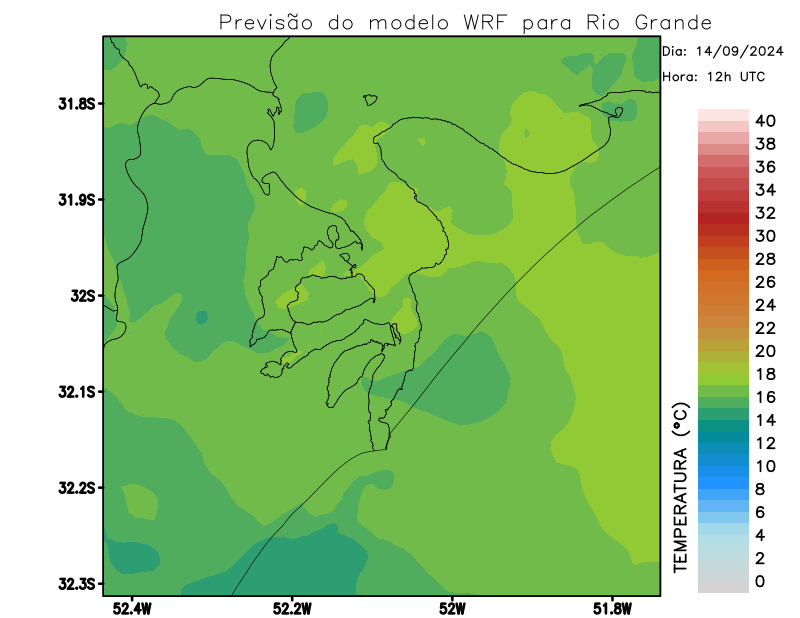 Previsão do modelo WRF para Rio Grande
Dia: 14/09/2024
Hora: 12h UTC
31.8S
31.9S
32S
32.1S
32.2S
32.3S
52.4W
52.2W
52W
51.8W
TEMPERATURA (°C)
40
38
36
34
32
30
28
26
24
22
20
18
16
14
12
10
8
6
4
2
0